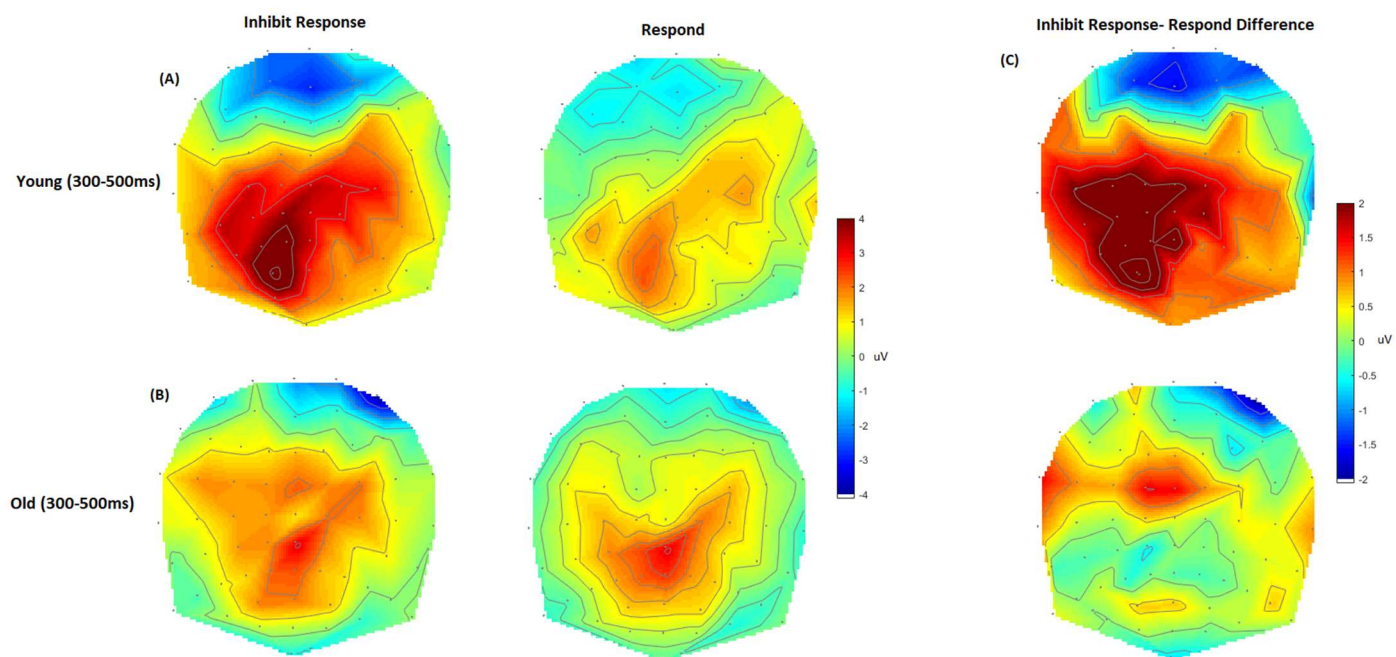 Inhibit Response
Respond
Inhibit Response- Respond Difference
(A)
(C)
Young (300-500ms)
4
3
2
1
0
-1
-2
-3
-4
uV
2
1.5
1
0.5
0
-0.5
-1
-1.5
-2
uV
(B)
Old (300-500ms)